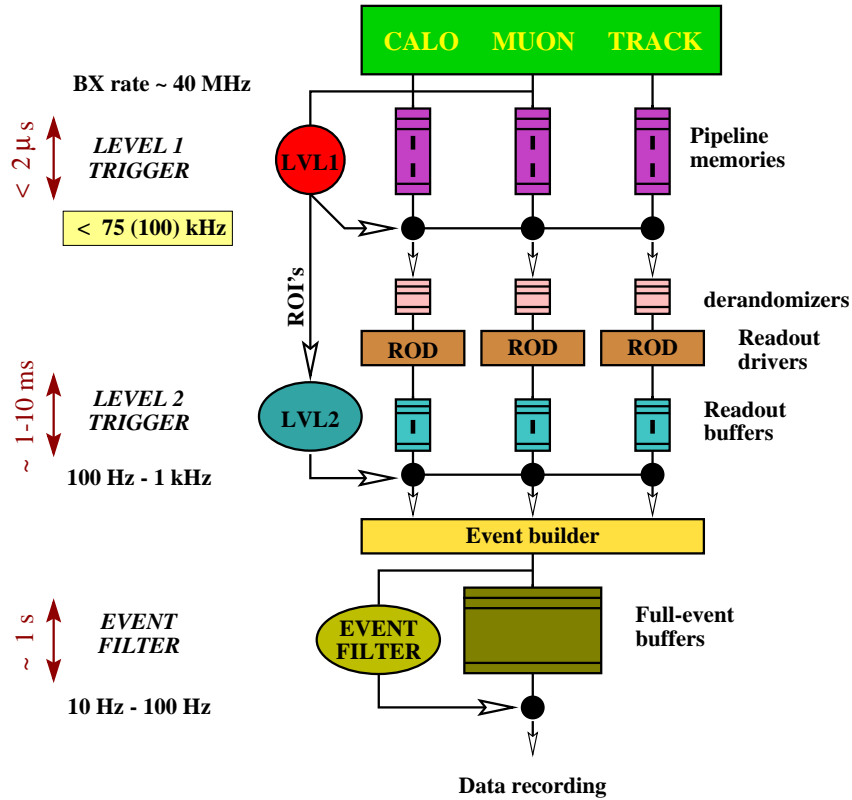 CALO MUON TRACK
BX rate ~ 40 MHz
< 2 μs
LEVEL 1
TRIGGER
LVL1
Pipeline
memories
< 75 (100) kHz
ROI's
derandomizers
ROD ROD ROD
Readout
drivers
~ 1-10 ms
LEVEL 2
TRIGGER
LVL2
Readout
buffers
100 Hz - 1 kHz
Event builder
~ 1 s
EVENT
FILTER
EVENT
FILTER
Full-event
buffers
10 Hz - 100 Hz
Data recording